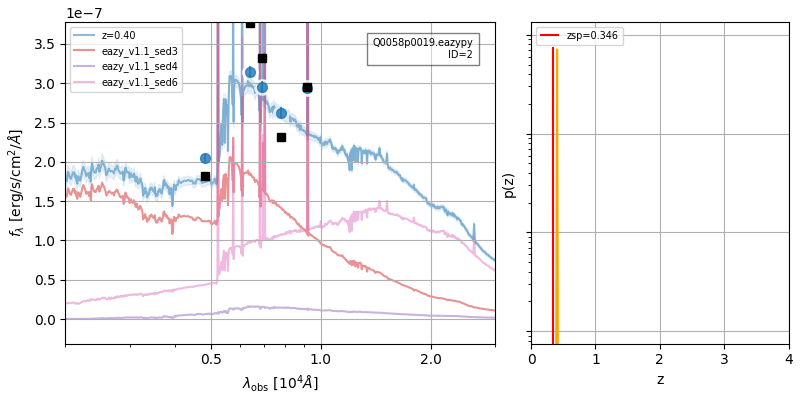 1e−7
z=0.40
eazy_v1.1_sed3
eazy_v1.1_sed4
eazy_v1.1_sed6
Q0058p0019.eazypy
ID=2
3.5
3.0
2.5
2.0
1.5
1.0
0.5
0.0
fλ [erg/s/cm²/Å]
0.5
1.0
2.0
λobs [10⁴Å]
zsp=0.346
p(z)
0
1
2
3
4
z